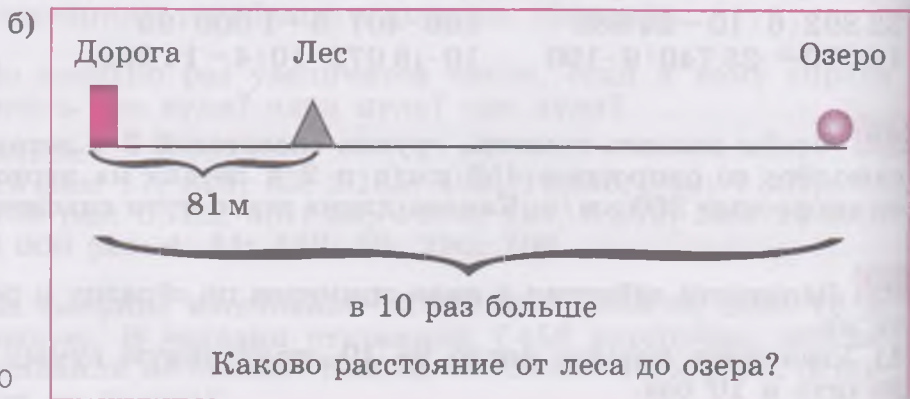 б)
Дорога Лес Озеро
81 м
в 10 раз больше
Каково расстояние от леса до озера?